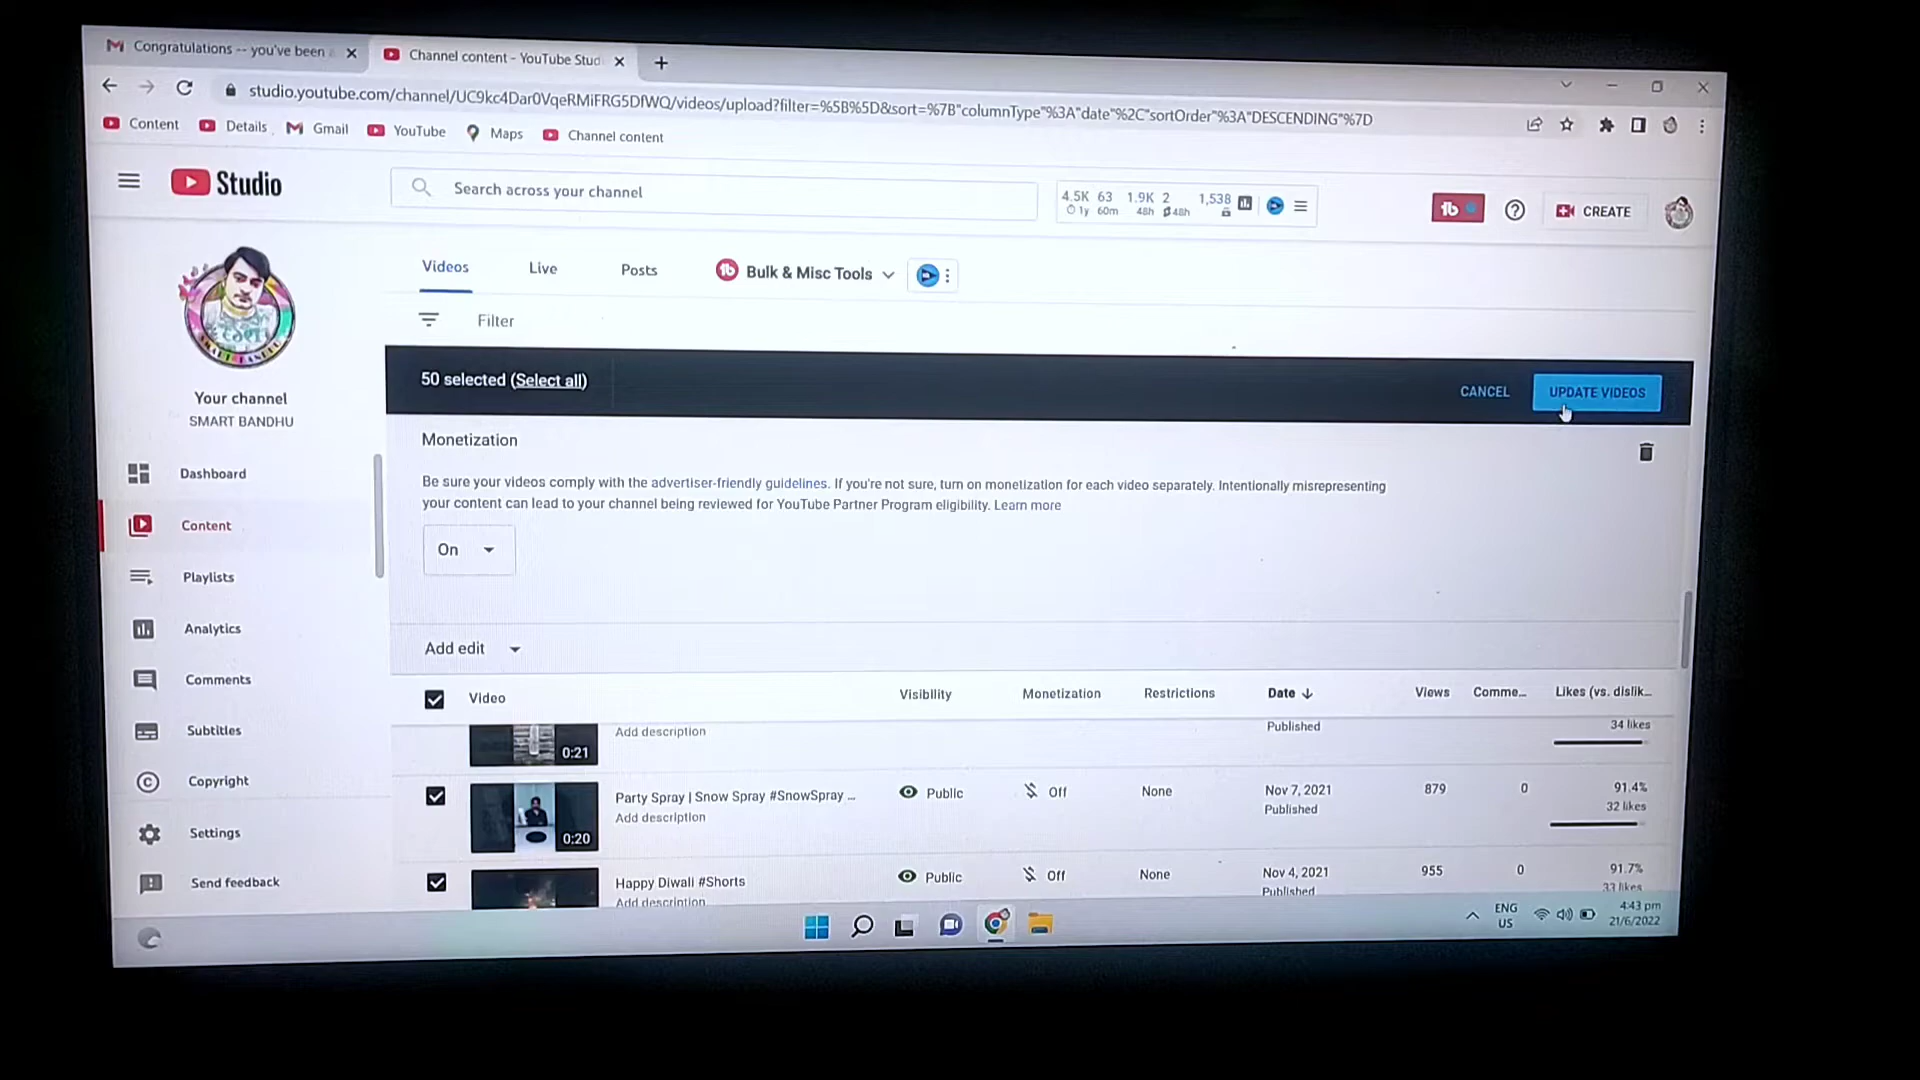 Congratulations -- you've been
Channel content - YouTube Stud
studio.youtube.com/channel/UC9kc4Dar0VqeRMiFRG5DfWQ/videos/upload?filter=%5B%5D&sort=%7B"columnType"%3A"date"%2C"sortOrder"%3A"DESCENDING"%7D
Content Details Gmail YouTube Maps Channel content
Studio
Search across your channel
4.5K 63 1.9K 2 1,538
1y 60m 48h 48h
tb
CREATE
Videos Live Posts Bulk & Misc Tools
Filter
50 selected (Select all)
CANCEL
UPDATE VIDEOS
Your channel
SMART BANDHU
Dashboard
Content
Playlists
Analytics
Comments
Subtitles
Copyright
Settings
Send feedback
Monetization
Be sure your videos comply with the advertiser-friendly guidelines. If you're not sure, turn on monetization for each video separately. Intentionally misrepresenting
your content can lead to your channel being reviewed for YouTube Partner Program eligibility. Learn more
On
Add edit
Video Visibility Monetization Restrictions Date Views Comme... Likes (vs. dislik...
0:21
Add description
Published
34 likes
0:20
Party Spray | Snow Spray #SnowSpray ...
Add description
Public Off None Nov 7, 2021 879 0 91.4%
Published
32 likes
Happy Diwali #Shorts
Add description
Public Off None Nov 4, 2021 955 0 91.7%
Published
33 likes
ENG
US
4:43 pm
21/6/2022